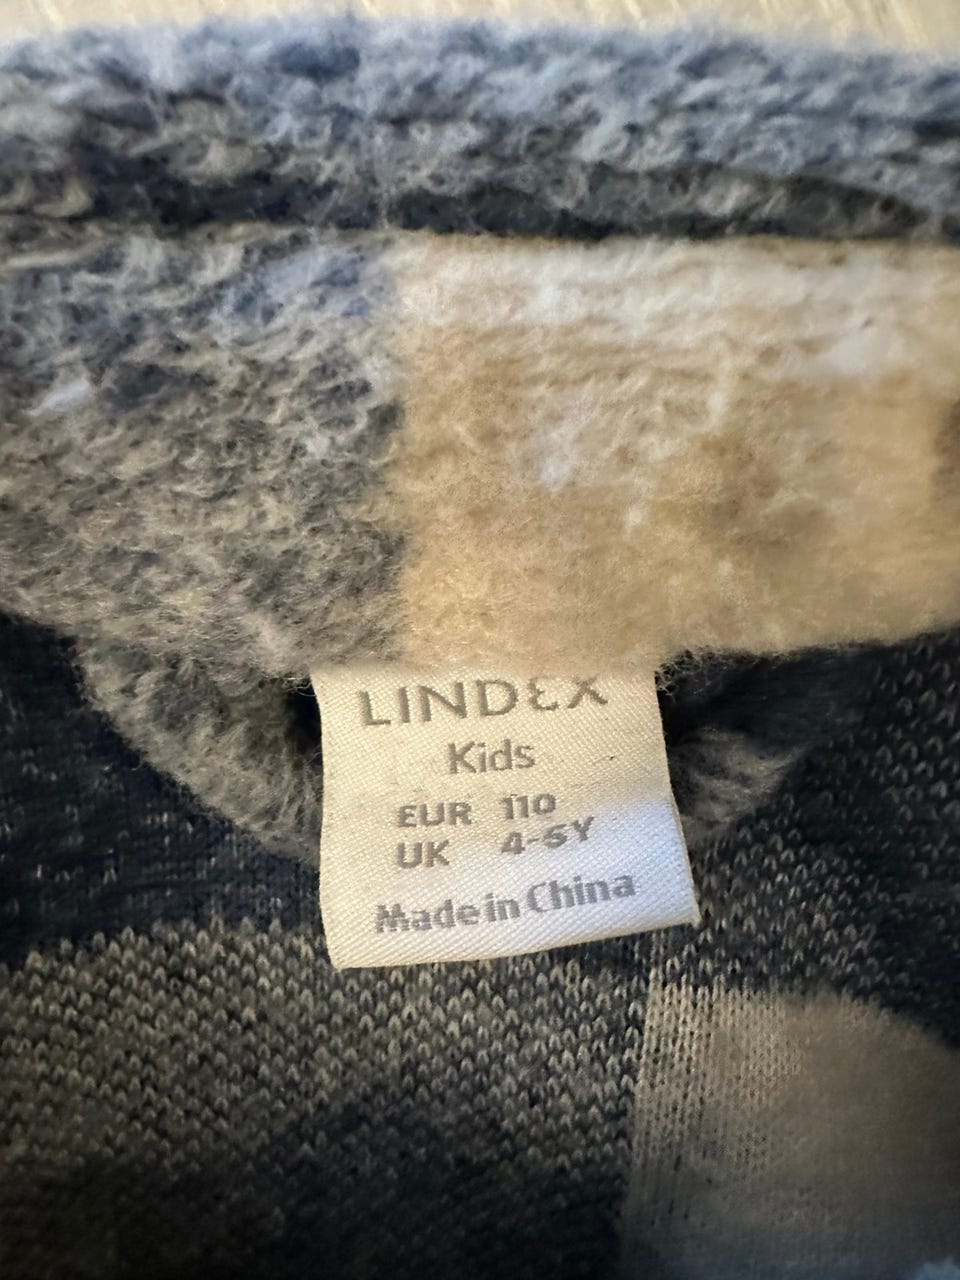 LINDEX
Kids
EUR 110
UK 4-5Y
Made in China